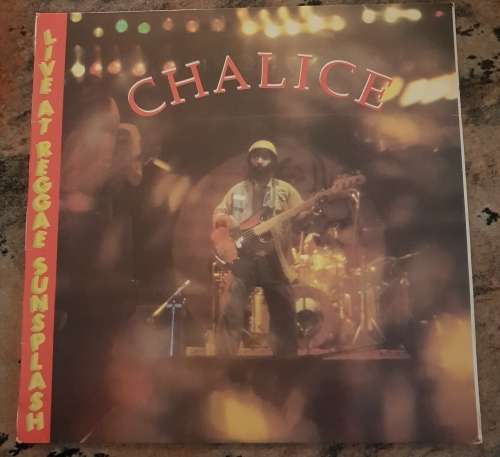 CHALICE
LIVE AT REGGAE SUNSPLASH